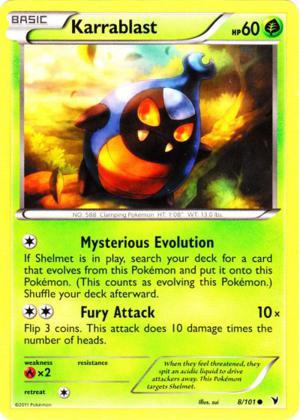 BASIC
Karrablast HP60
NO. 588 Clamping Pokémon HT: 1'08" WT: 13.0 lbs.
Mysterious Evolution
If Shelmet is in play, search your deck for a card
that evolves from this Pokémon and put it onto this
Pokémon. (This counts as evolving this Pokémon.)
Shuffle your deck afterward.
Fury Attack 10×
Flip 3 coins. This attack does 10 damage times the
number of heads.
weakness resistance
×2
retreat
When they feel threatened, they
spit an acidic liquid to drive
attackers away. This Pokémon
targets Shelmet.
©2011 Pokémon Illus. sui 8/101